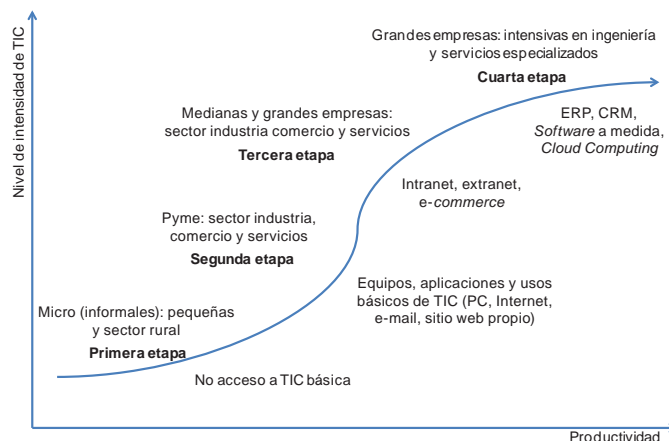 Nivel de intensidad de TIC
Grandes empresas: intensivas en ingeniería
y servicios especializados
Cuarta etapa
ERP, CRM,
Software a medida,
Cloud Computing
Medianas y grandes empresas:
sector industria comercio y servicios
Tercera etapa
Intranet, extranet,
e-commerce
Pyme: sector industria,
comercio y servicios
Segunda etapa
Equipos, aplicaciones y usos
básicos de TIC (PC, Internet,
e-mail, sitio web propio)
Micro (informales): pequeñas
y sector rural
Primera etapa
No acceso a TIC básica
Productividad